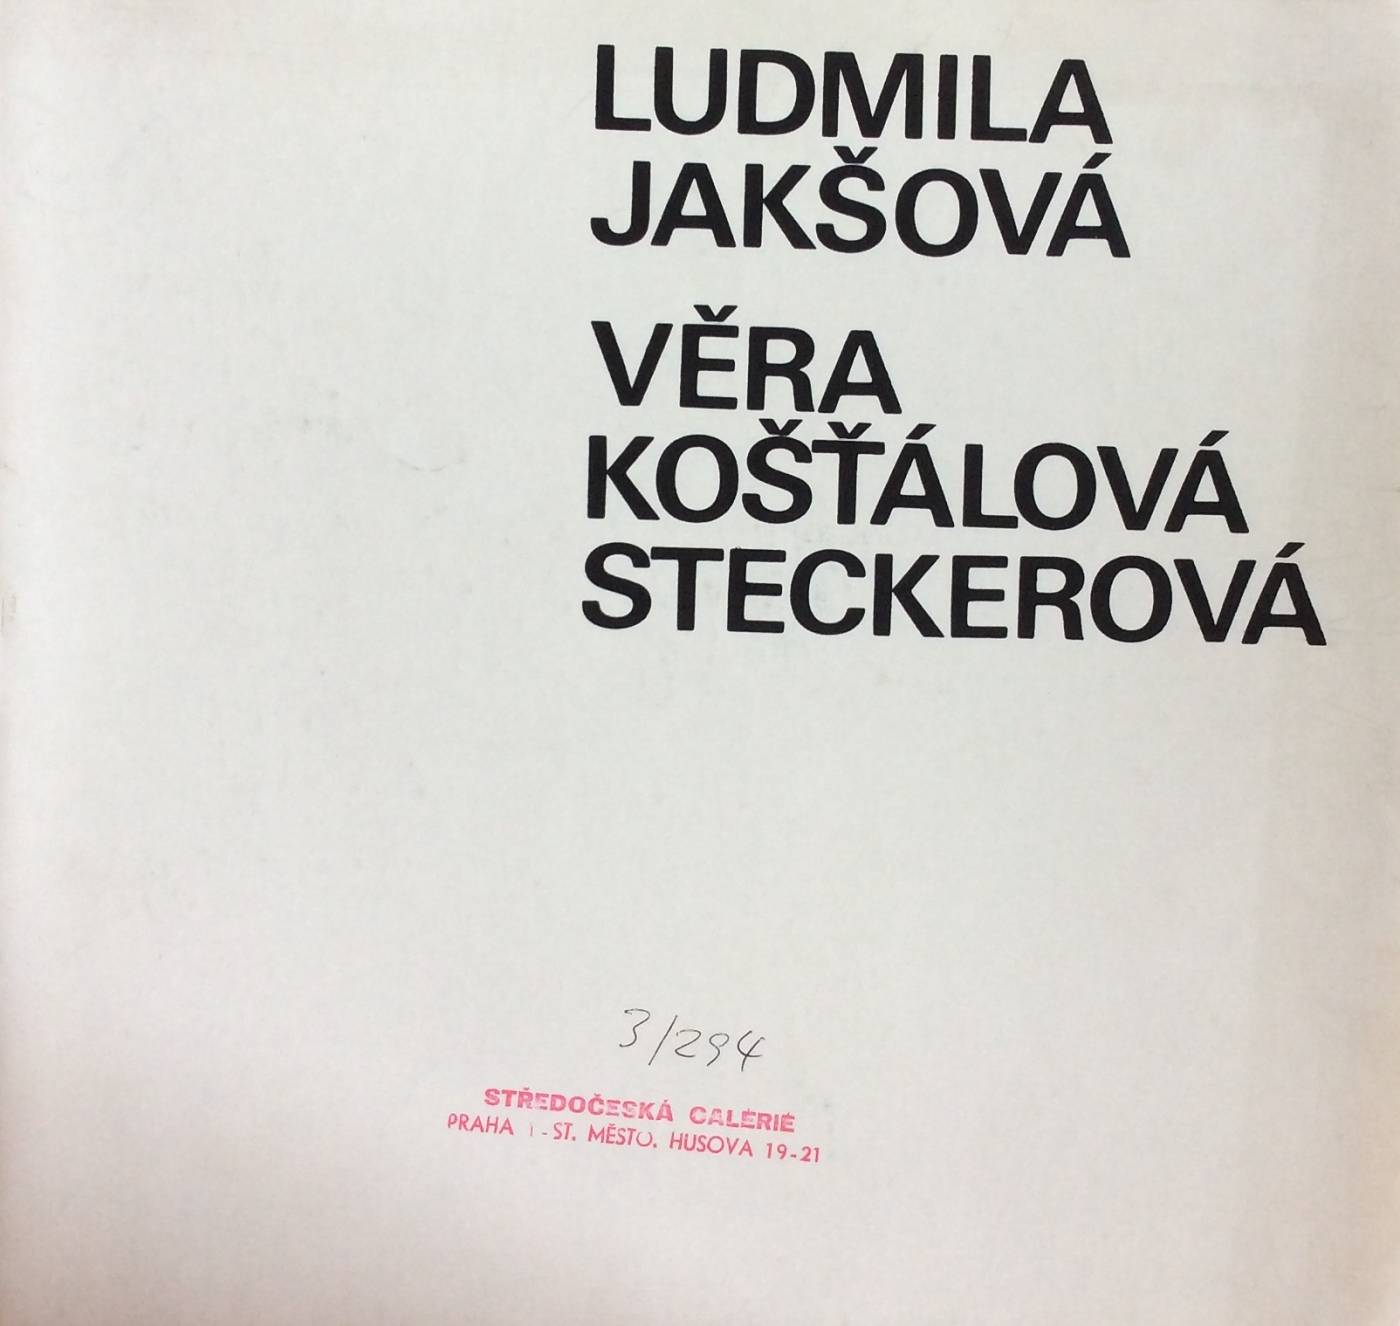 LUDMILA
JAKŠOVÁ
VĚRA
KOŠŤÁLOVÁ
STECKEROVÁ
3/294
STŘEDOČESKÁ GALERIE
PRAHA 1 - ST. MĚSTO. HUSOVA 19-21